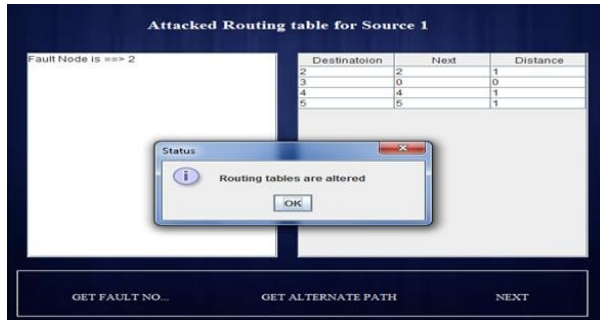 Attacked Routing table for Source 1
Fault Node is ==> 2
Destinatoion Next Distance
2 2 1
3 0 0
4 4 1
5 5 1
Status
Routing tables are altered
OK
GET FAULT NO... GET ALTERNATE PATH NEXT